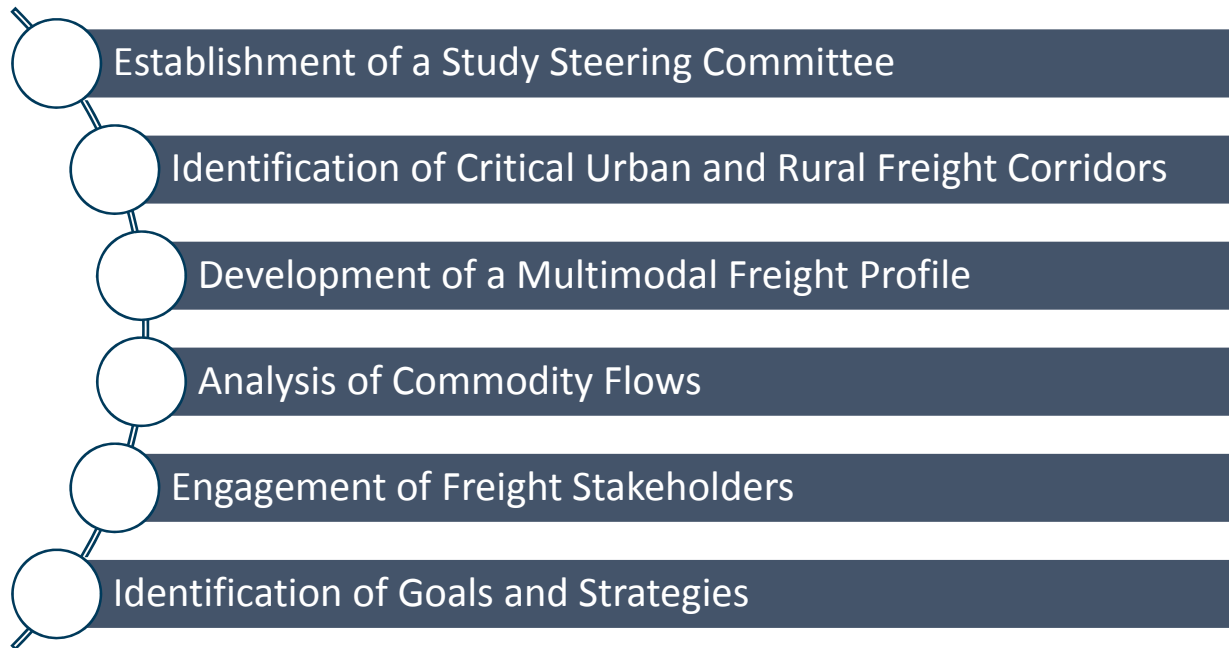 Establishment of a Study Steering Committee
Identification of Critical Urban and Rural Freight Corridors
Development of a Multimodal Freight Profile
Analysis of Commodity Flows
Engagement of Freight Stakeholders
Identification of Goals and Strategies